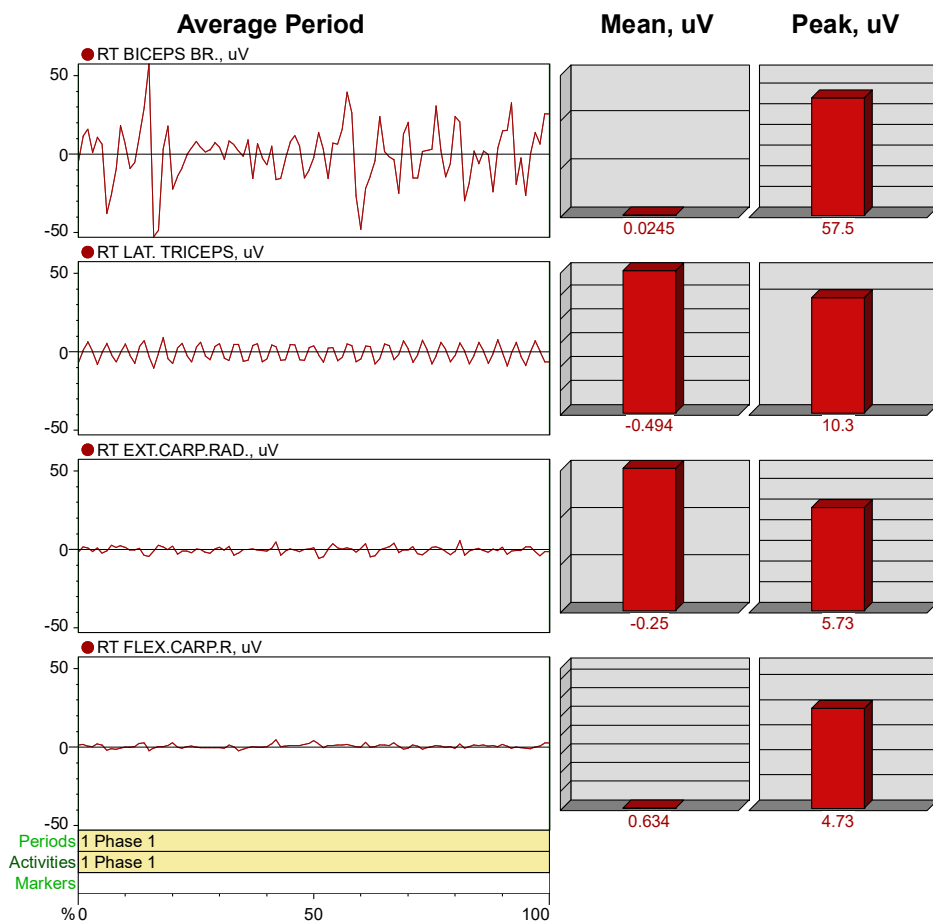 Average Period Mean, uV Peak, uV
RT BICEPS BR., uV
50
0
-50
0.0245 57.5
RT LAT. TRICEPS, uV
50
0
-50
-0.494 10.3
RT EXT.CARP.RAD., uV
50
0
-50
-0.25 5.73
RT FLEX.CARP.R, uV
50
0
-50
0.634 4.73
Periods 1 Phase 1
Activities 1 Phase 1
Markers
% 0 50 100